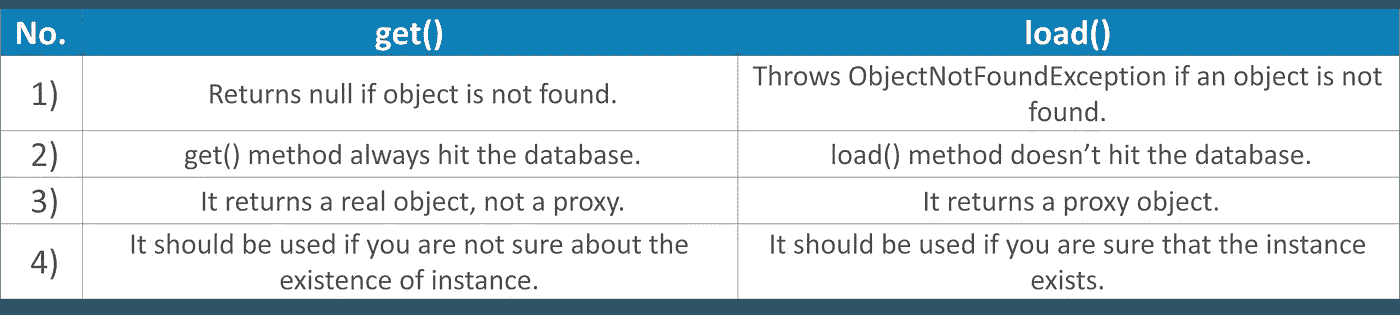 No. get() load()
1) Returns null if object is not found. Throws ObjectNotFoundException if an object is not
found.
2) get() method always hit the database. load() method doesn’t hit the database.
3) It returns a real object, not a proxy. It returns a proxy object.
4) It should be used if you are not sure about the
existence of instance. It should be used if you are sure that the instance
exists.